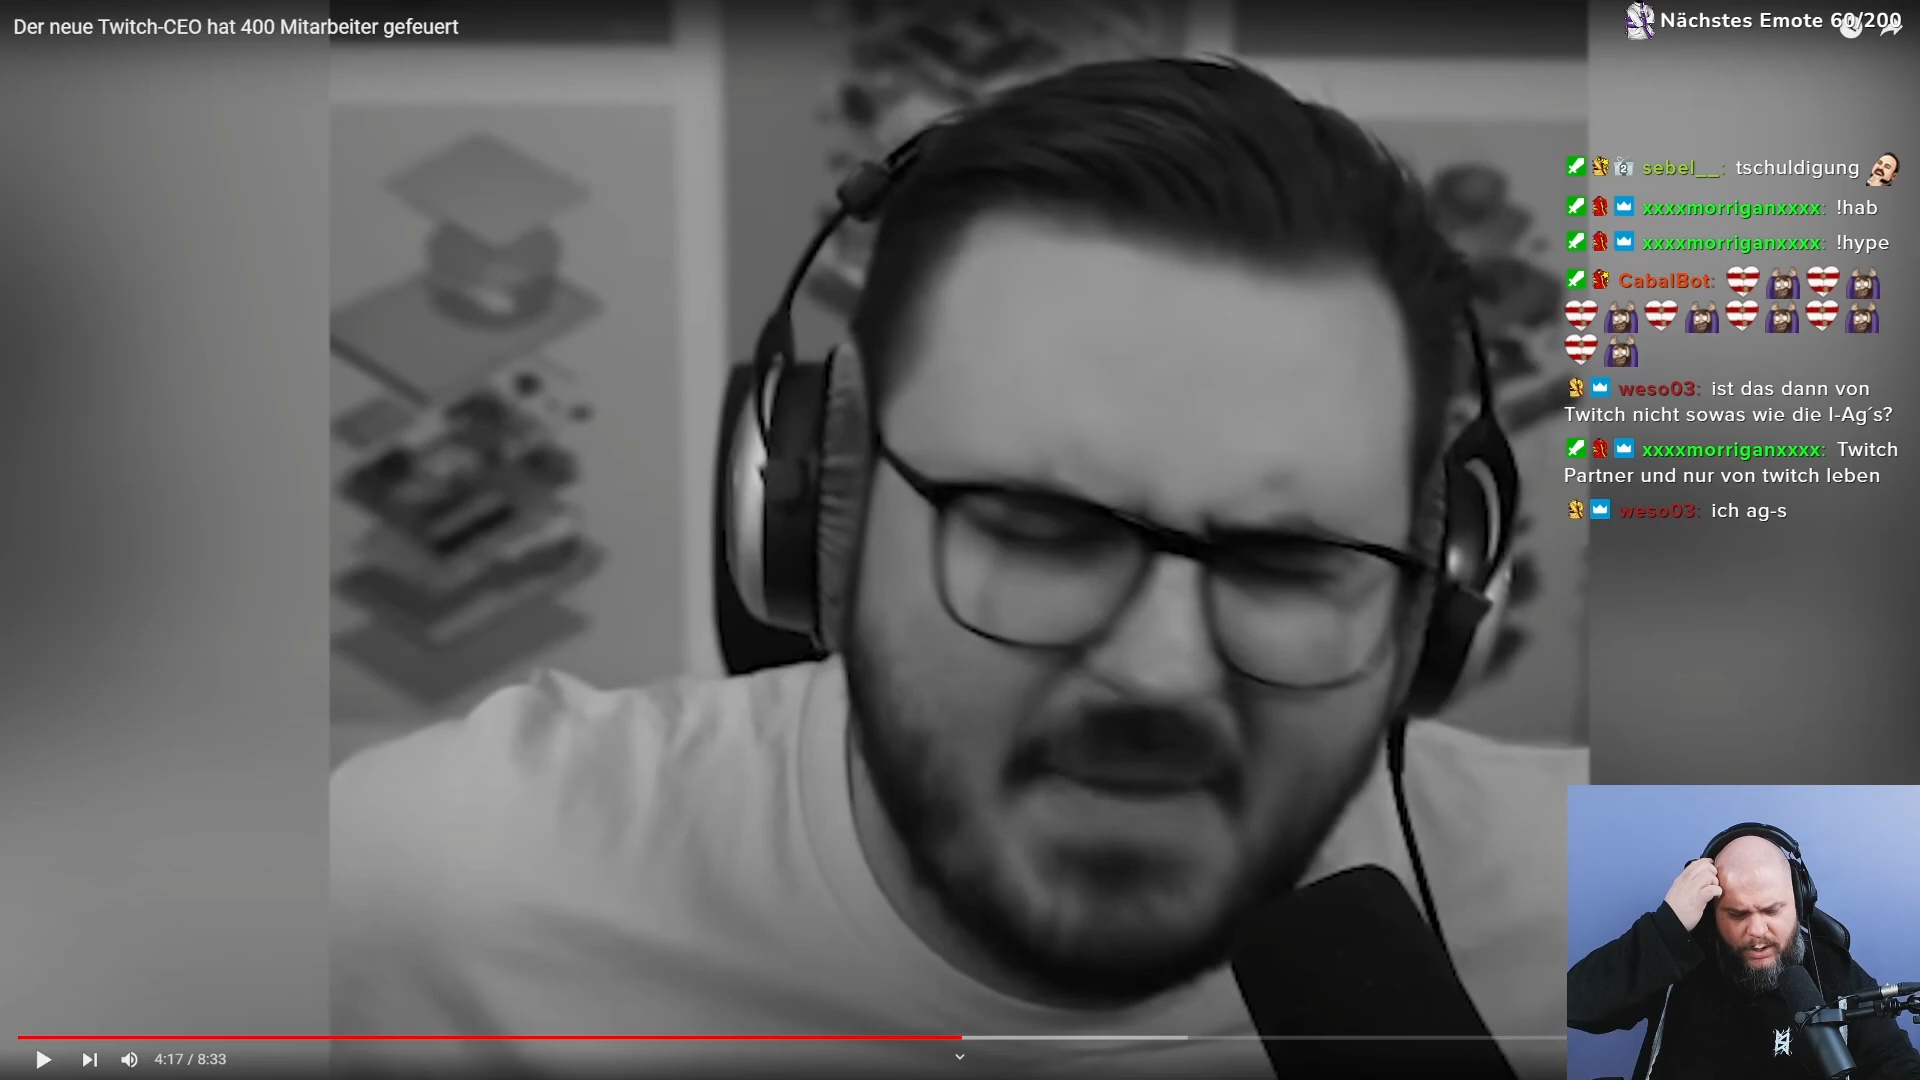 Der neue Twitch-CEO hat 400 Mitarbeiter gefeuert
Nächstes Emote 60/200
sebel__: tschuldigung
xxxxmorriganxxxx: !hab
xxxxmorriganxxxx: !hype
CabalBot:
weso03: ist das dann von
Twitch nicht sowas wie die I-Ag´s?
xxxxmorriganxxxx: Twitch
Partner und nur von twitch leben
weso03: ich ag-s
4:17 / 8:33